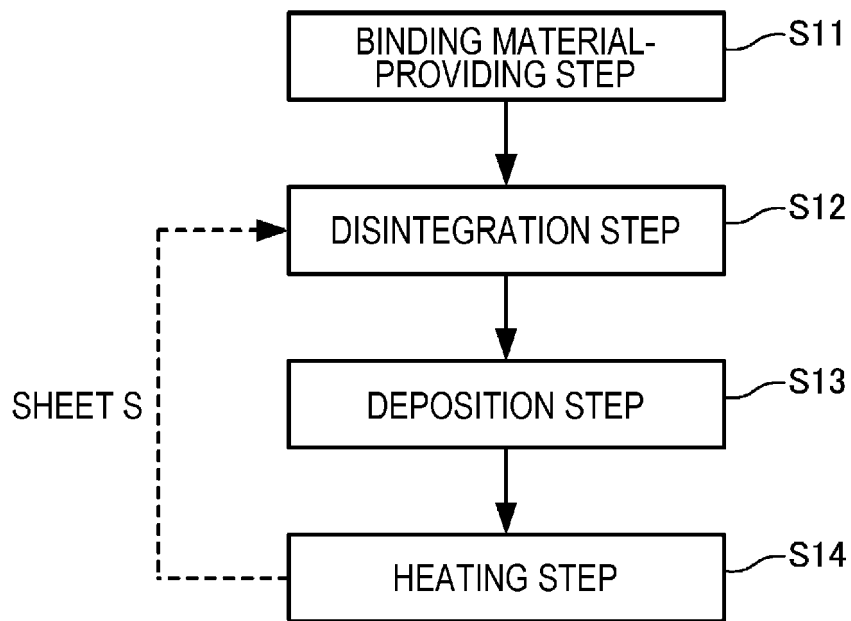 BINDING MATERIAL-
PROVIDING STEP
S11
DISINTEGRATION STEP
S12
DEPOSITION STEP
S13
SHEET S
HEATING STEP
S14